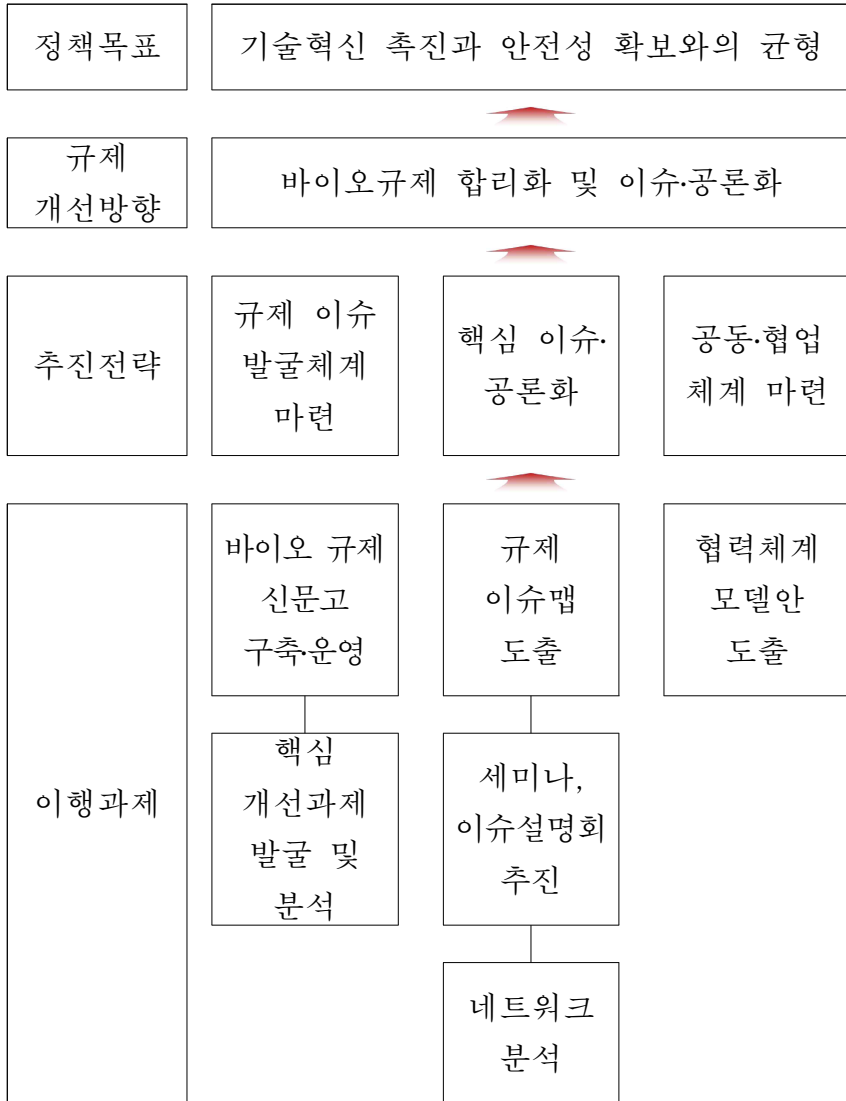 정책목표
기술혁신 촉진과 안전성 확보와의 균형
규제
개선방향
바이오규제 합리화 및 이슈·공론화
추진전략
규제 이슈
발굴체계
마련
핵심 이슈·
공론화
공동·협업
체계 마련
이행과제
바이오 규제
신문고
구축·운영
규제
이슈맵
도출
협력체계
모델안
도출
핵심
개선과제
발굴 및
분석
세미나,
이슈설명회
추진
네트워크
분석